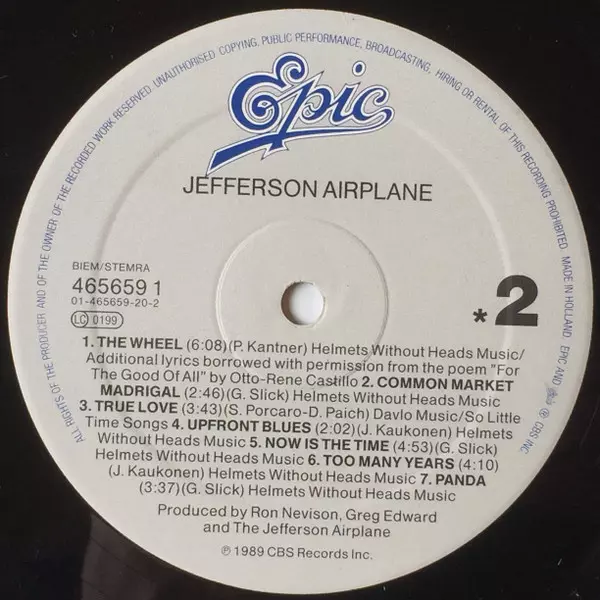 ALL RIGHTS OF THE PRODUCER AND OF THE OWNER OF THE RECORDED WORK RESERVED. UNAUTHORISED COPYING, PUBLIC PERFORMANCE, BROADCASTING, HIRING OR RENTAL OF THIS RECORDING PROHIBITED. MADE IN HOLLAND. EPIC AND ℗ CBS INC.
Epic
JEFFERSON AIRPLANE
BIEM/STEMRA
465659 1
01-465659-20-2
LC 0199
*2
1. THE WHEEL (6:08)(P. Kantner) Helmets Without Heads Music/
Additional lyrics borrowed with permission from the poem "For
The Good Of All" by Otto-Rene Castillo 2. COMMON MARKET
MADRIGAL (2:46)(G. Slick) Helmets Without Heads Music
3. TRUE LOVE (3:43)(S. Porcaro-D. Paich) Davlo Music/So Little
Time Songs 4. UPFRONT BLUES (2:02)(J. Kaukonen) Helmets
Without Heads Music 5. NOW IS THE TIME (4:53)(G. Slick)
Helmets Without Heads Music 6. TOO MANY YEARS (4:10)
(J. Kaukonen) Helmets Without Heads Music 7. PANDA
(3:37)(G. Slick) Helmets Without Heads Music
Produced by Ron Nevison, Greg Edward
and The Jefferson Airplane
℗ 1989 CBS Records Inc.